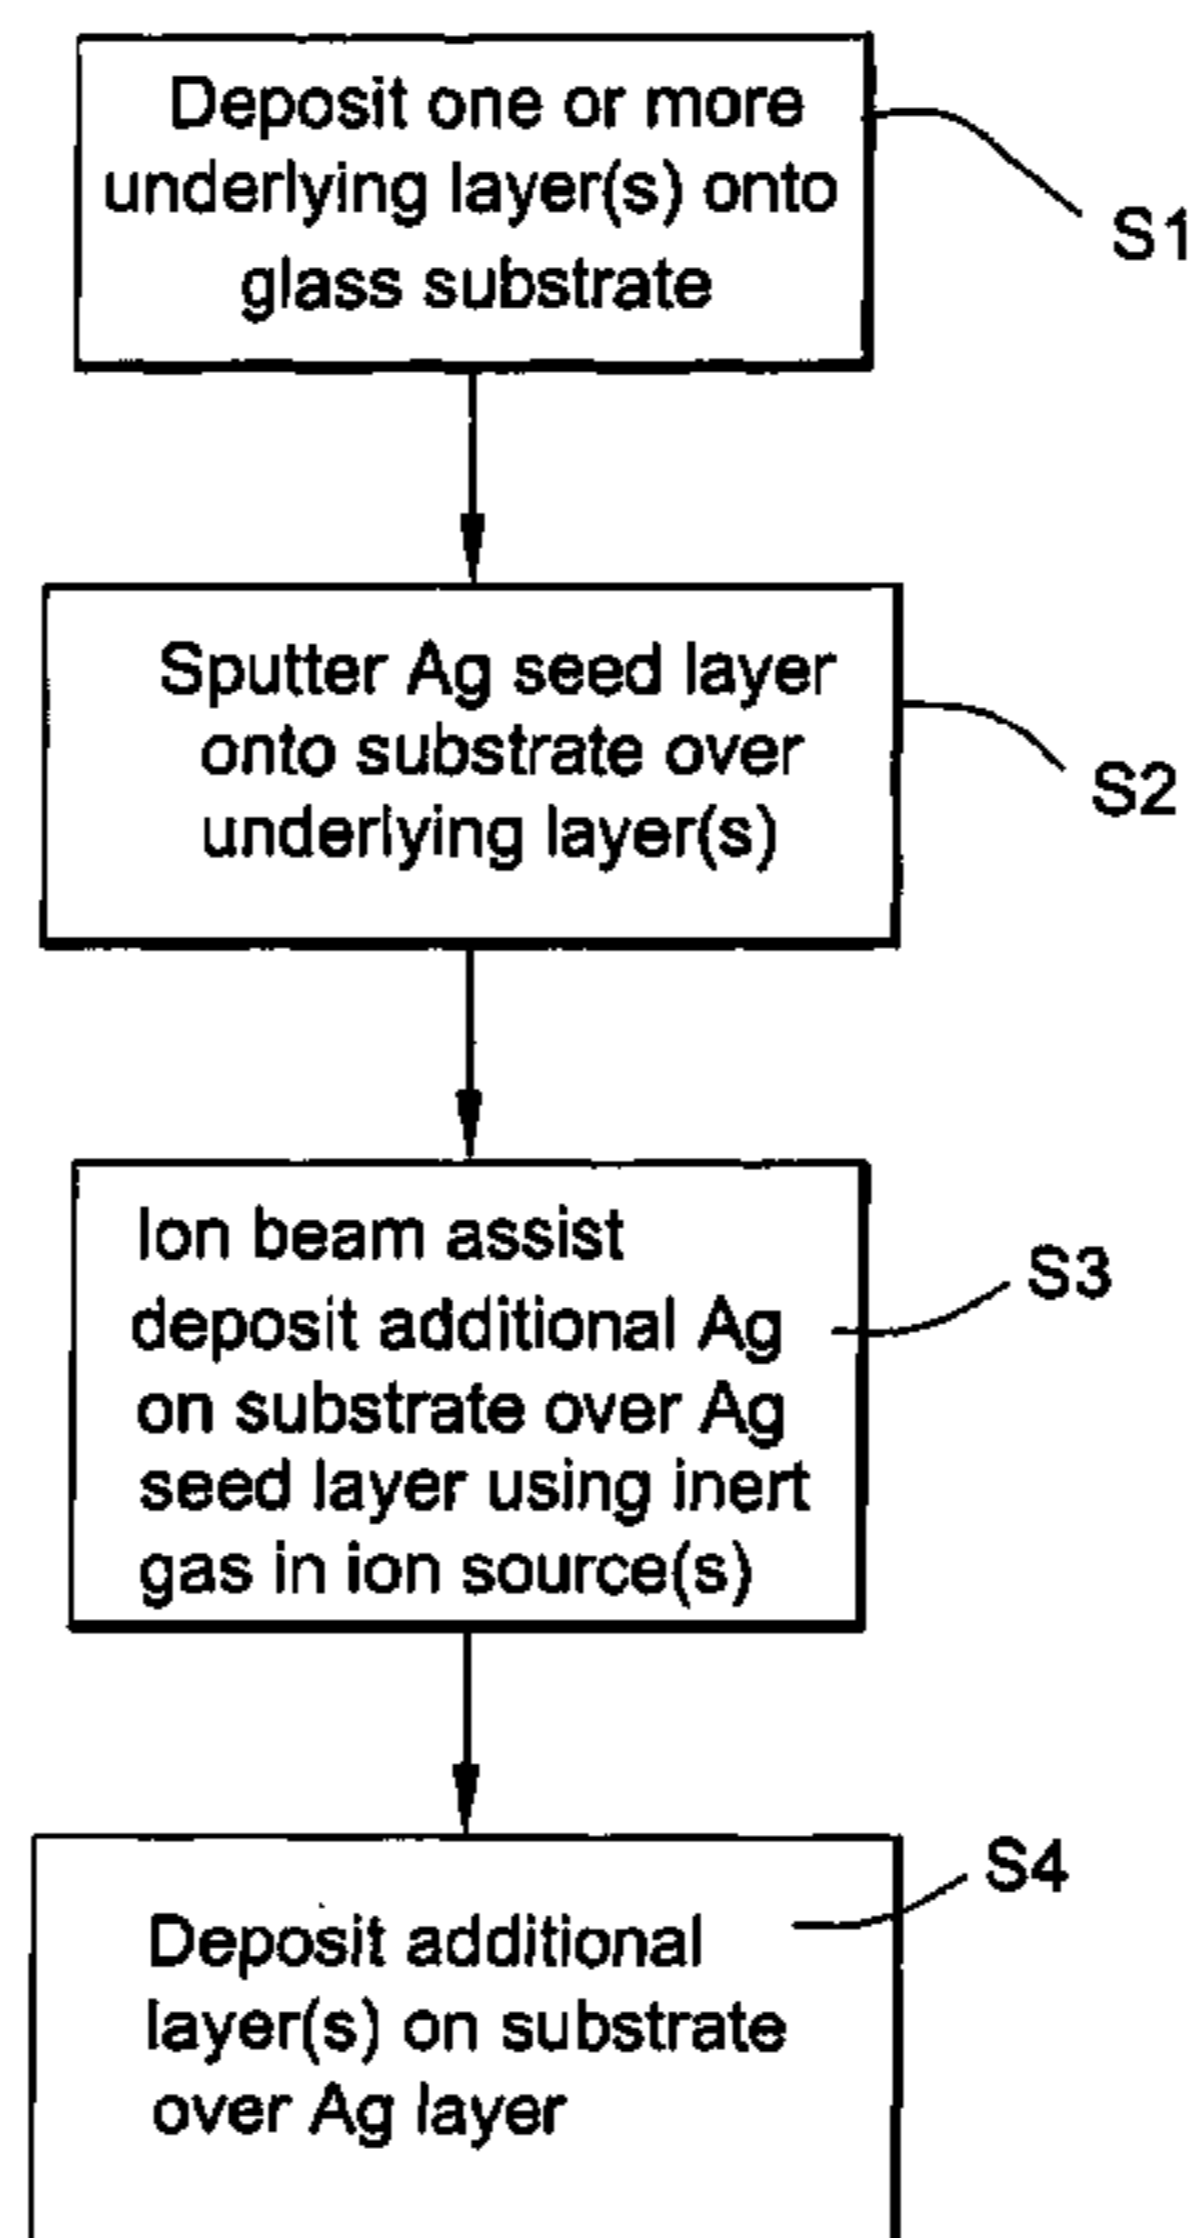 Deposit one or more
underlying layer(s) onto
glass substrate
S1
Sputter Ag seed layer
onto substrate over
underlying layer(s)
S2
Ion beam assist
deposit additional Ag
on substrate over Ag
seed layer using inert
gas in ion source(s)
S3
Deposit additional
layer(s) on substrate
over Ag layer
S4